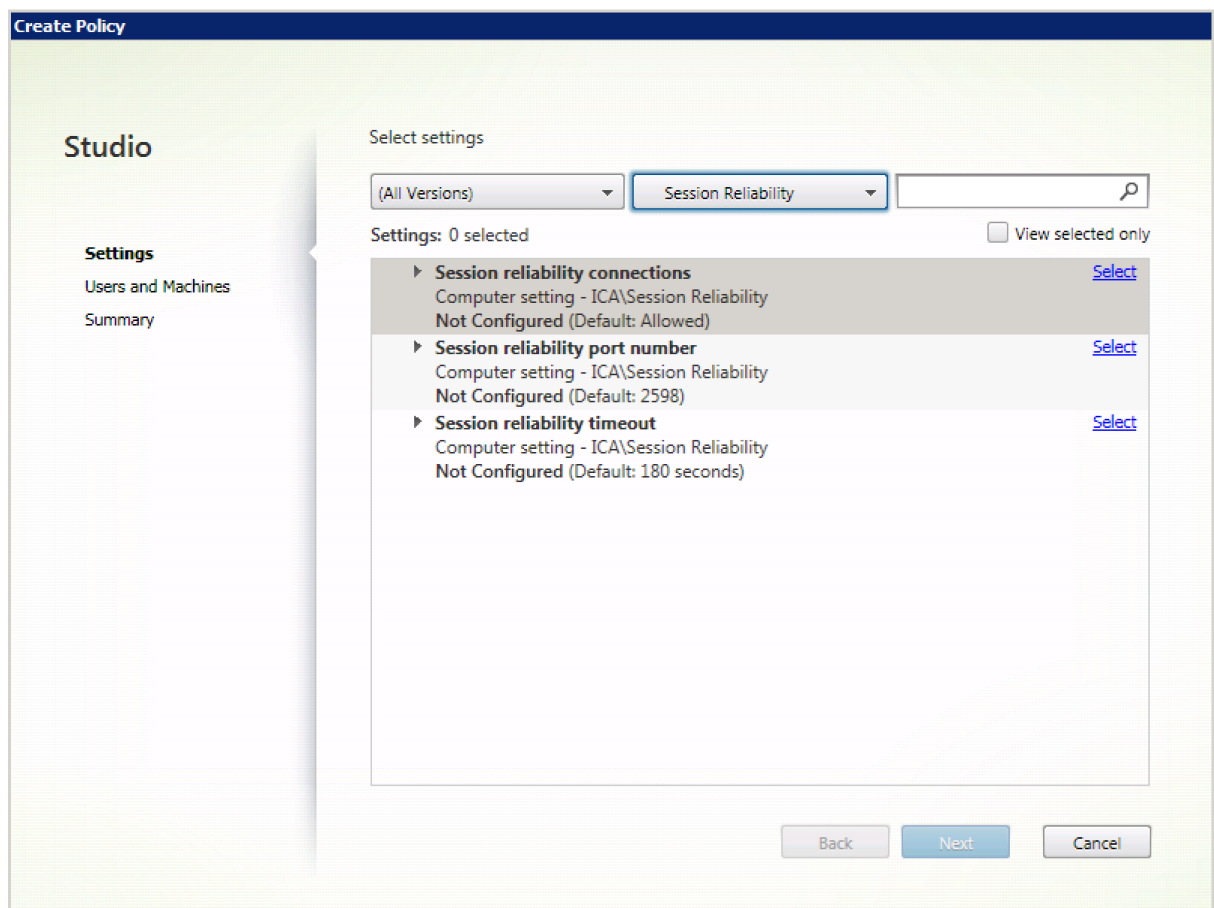 Create Policy
Studio
Settings
Users and Machines
Summary
Select settings
(All Versions)
Session Reliability
Settings: 0 selected
View selected only
Session reliability connections
Select
Computer setting - ICA\Session Reliability
Not Configured (Default: Allowed)
Session reliability port number
Select
Computer setting - ICA\Session Reliability
Not Configured (Default: 2598)
Session reliability timeout
Select
Computer setting - ICA\Session Reliability
Not Configured (Default: 180 seconds)
Back
Next
Cancel